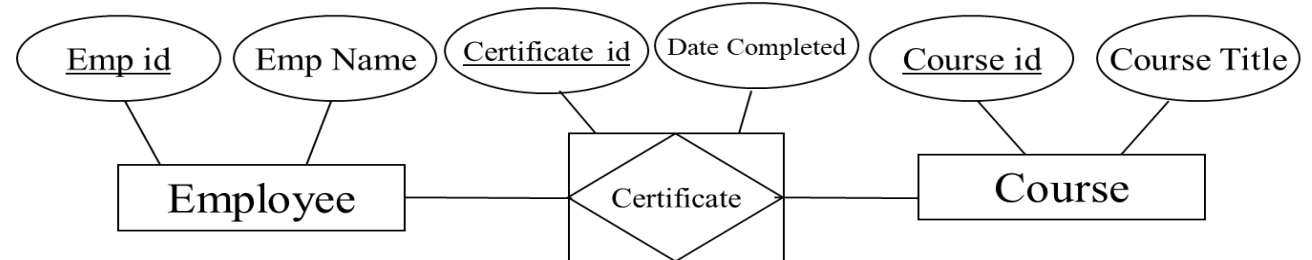 Emp id
Emp Name
Certificate id
Date Completed
Course id
Course Title
Employee
Certificate
Course